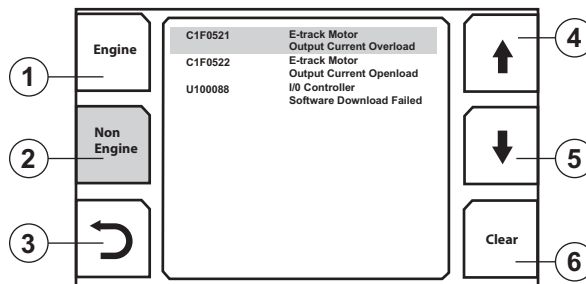 Engine
Non
Engine
C1F0521 E-track Motor
Output Current Overload
C1F0522 E-track Motor
Output Current Openload
U100088 I/0 Controller
Software Download Failed
Clear
1
2
3
4
5
6